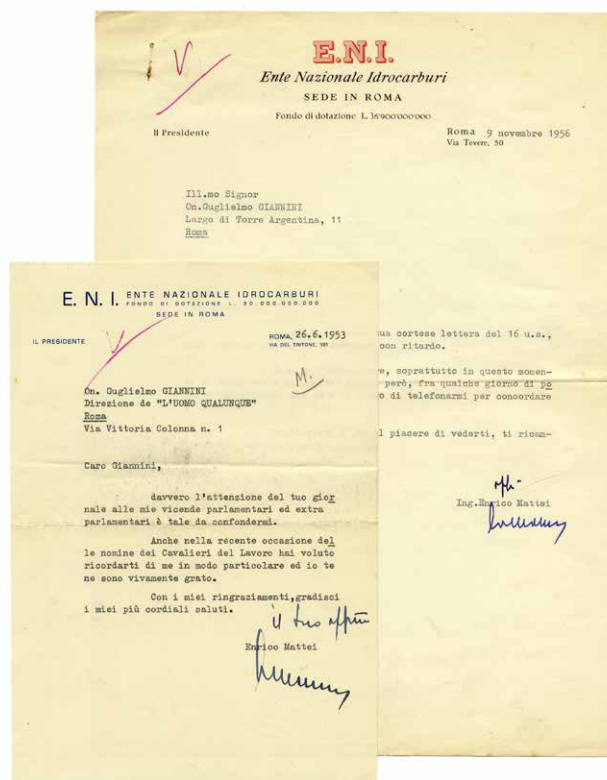 E.N.I.
Ente Nazionale Idrocarburi
SEDE IN ROMA
Fondo di dotazione L. 36'900'000'000
Il Presidente
Roma 9 novembre 1956
Via Tevere, 50
Ill.mo Signor
On.Guglielmo GIANNINI
Largo di Torre Argentina, 11
Roma
ua cortese lettera del 16 u.s.,
con ritardo.
e, soprattutto in questo momen-
però, fra qualche giorno di po
o di telefonarmi per concordare
l piacere di vederti, ti ricam-
Ing.Enrico Mattei
E. N. I. ENTE NAZIONALE IDROCARBURI
FONDO DI DOTAZIONE L. 30.000.000.000
SEDE IN ROMA
IL PRESIDENTE
ROMA, 26.6.1953
VIA DEL TRITONE, 181
M.
On. Guglielmo GIANNINI
Direzione de "L'UOMO QUALUNQUE"
Roma
Via Vittoria Colonna n. 1
Caro Giannini,
davvero l'attenzione del tuo gior
nale alle mie vicende parlamentari ed extra
parlamentari è tale da confondermi.
Anche nella recente occasione del
le nomine dei Cavalieri del Lavoro hai voluto
ricordarti di me in modo particolare ed io te
ne sono vivamente grato.
Con i miei ringraziamenti,gradisci
i miei più cordiali saluti.
il tuo
Enrico Mattei